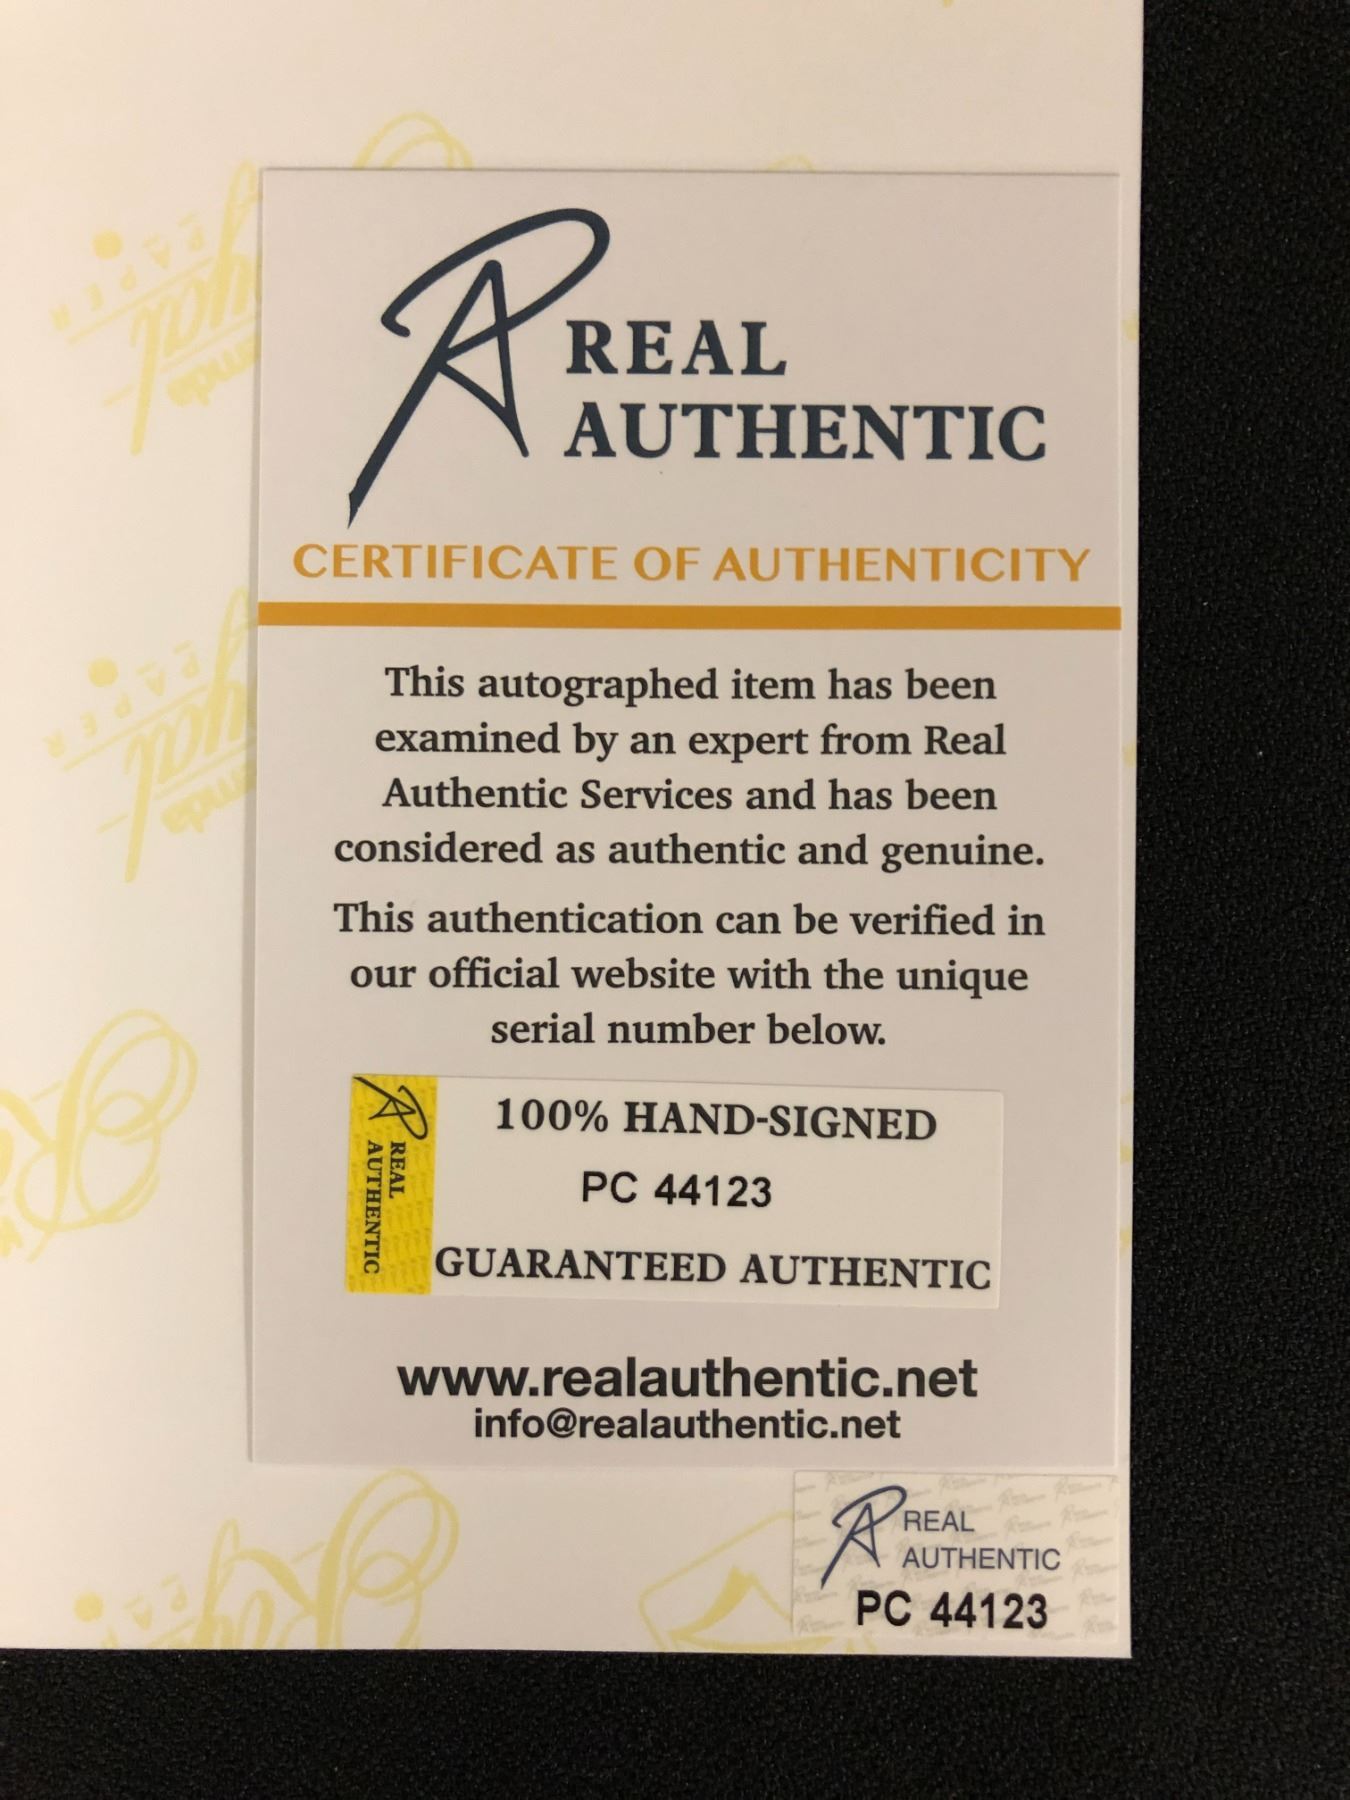 REAL
AUTHENTIC
CERTIFICATE OF AUTHENTICITY
This autographed item has been
examined by an expert from Real
Authentic Services and has been
considered as authentic and genuine.
This authentication can be verified in
our official website with the unique
serial number below.
REAL
AUTHENTIC
100% HAND-SIGNED
PC 44123
GUARANTEED AUTHENTIC
www.realauthentic.net
info@realauthentic.net
REAL
AUTHENTIC
PC 44123